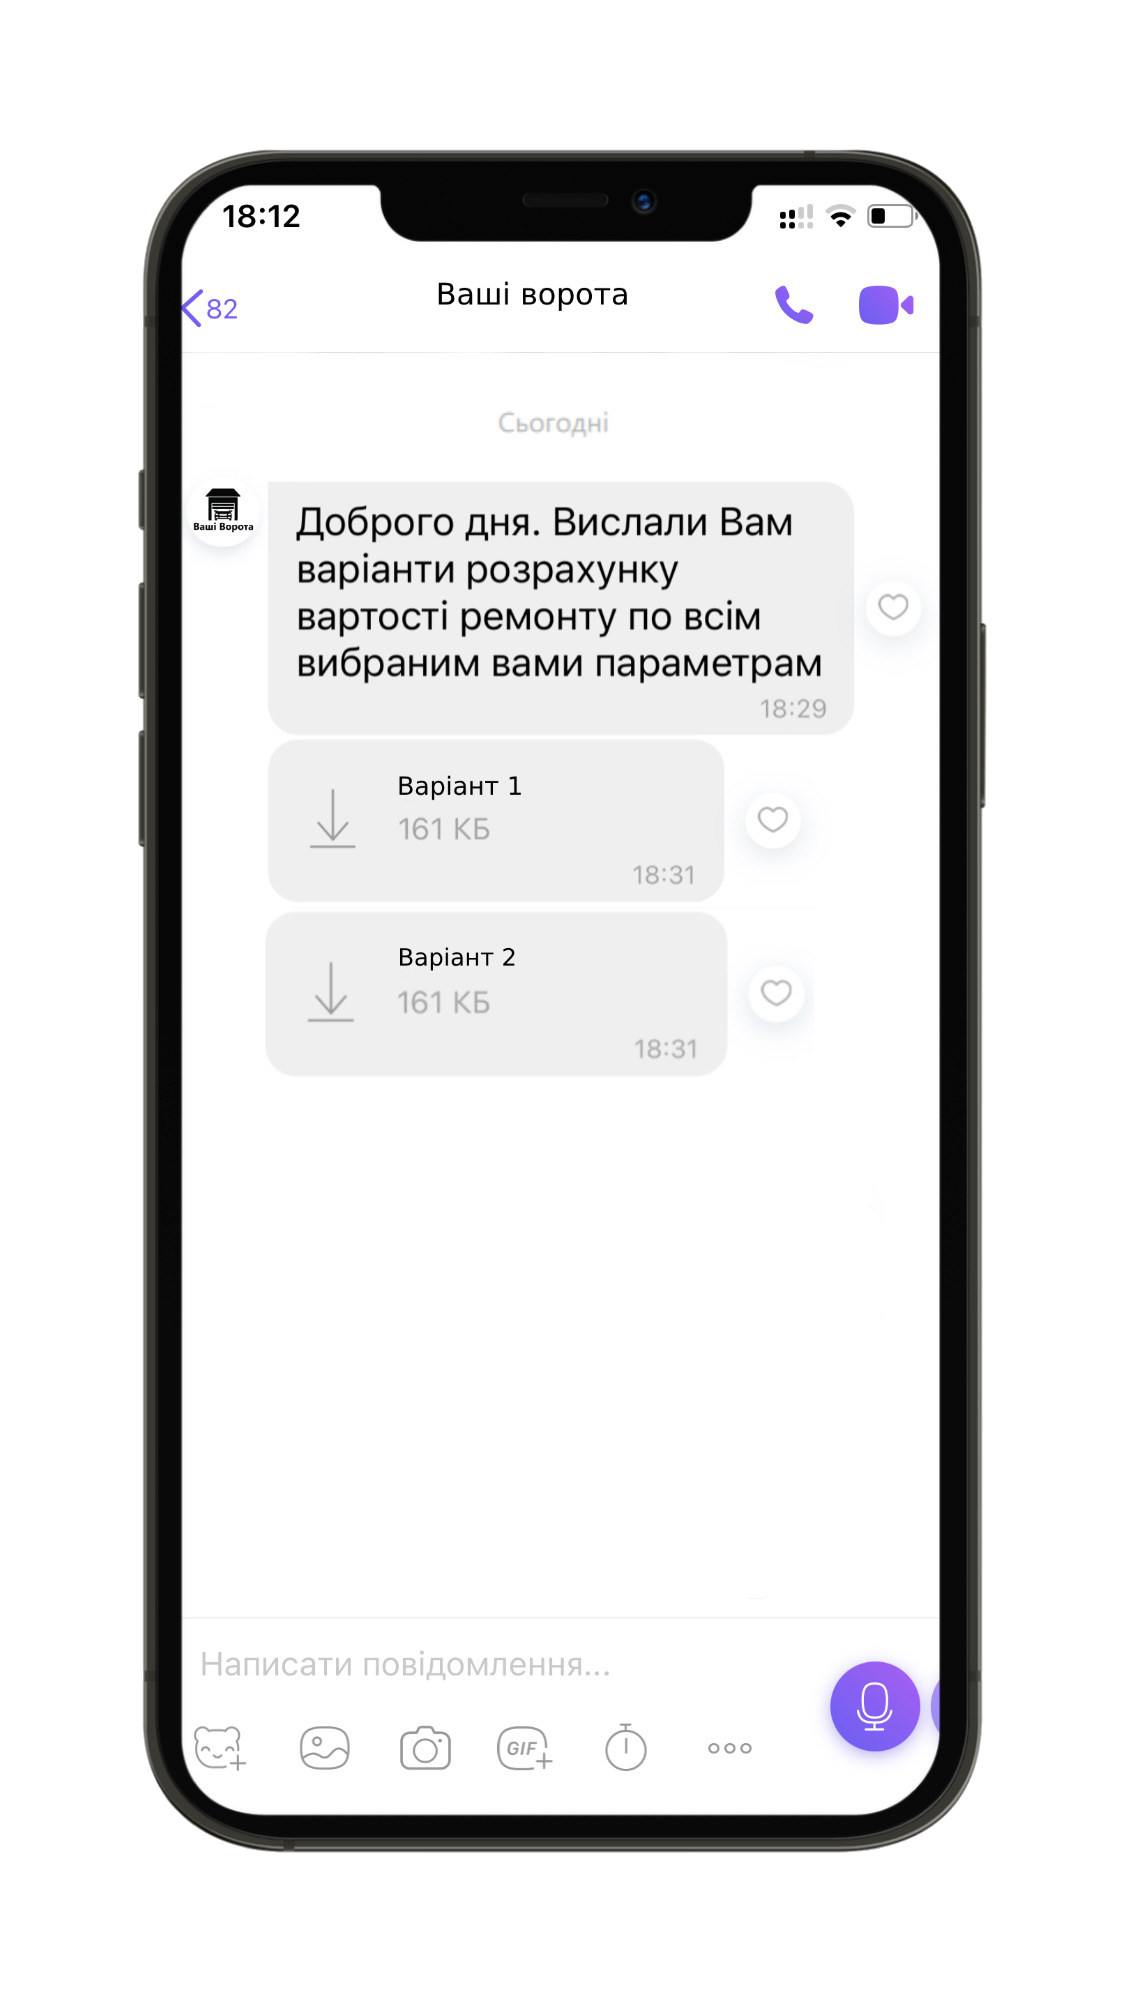 18:12
82
Ваші ворота
Сьогодні
Ваші Ворота
Доброго дня. Вислали Вам
варіанти розрахунку
вартості ремонту по всім
вибраним вами параметрам
18:29
Варіант 1
161 КБ
18:31
Варіант 2
161 КБ
18:31
Написати повідомлення...
GIF